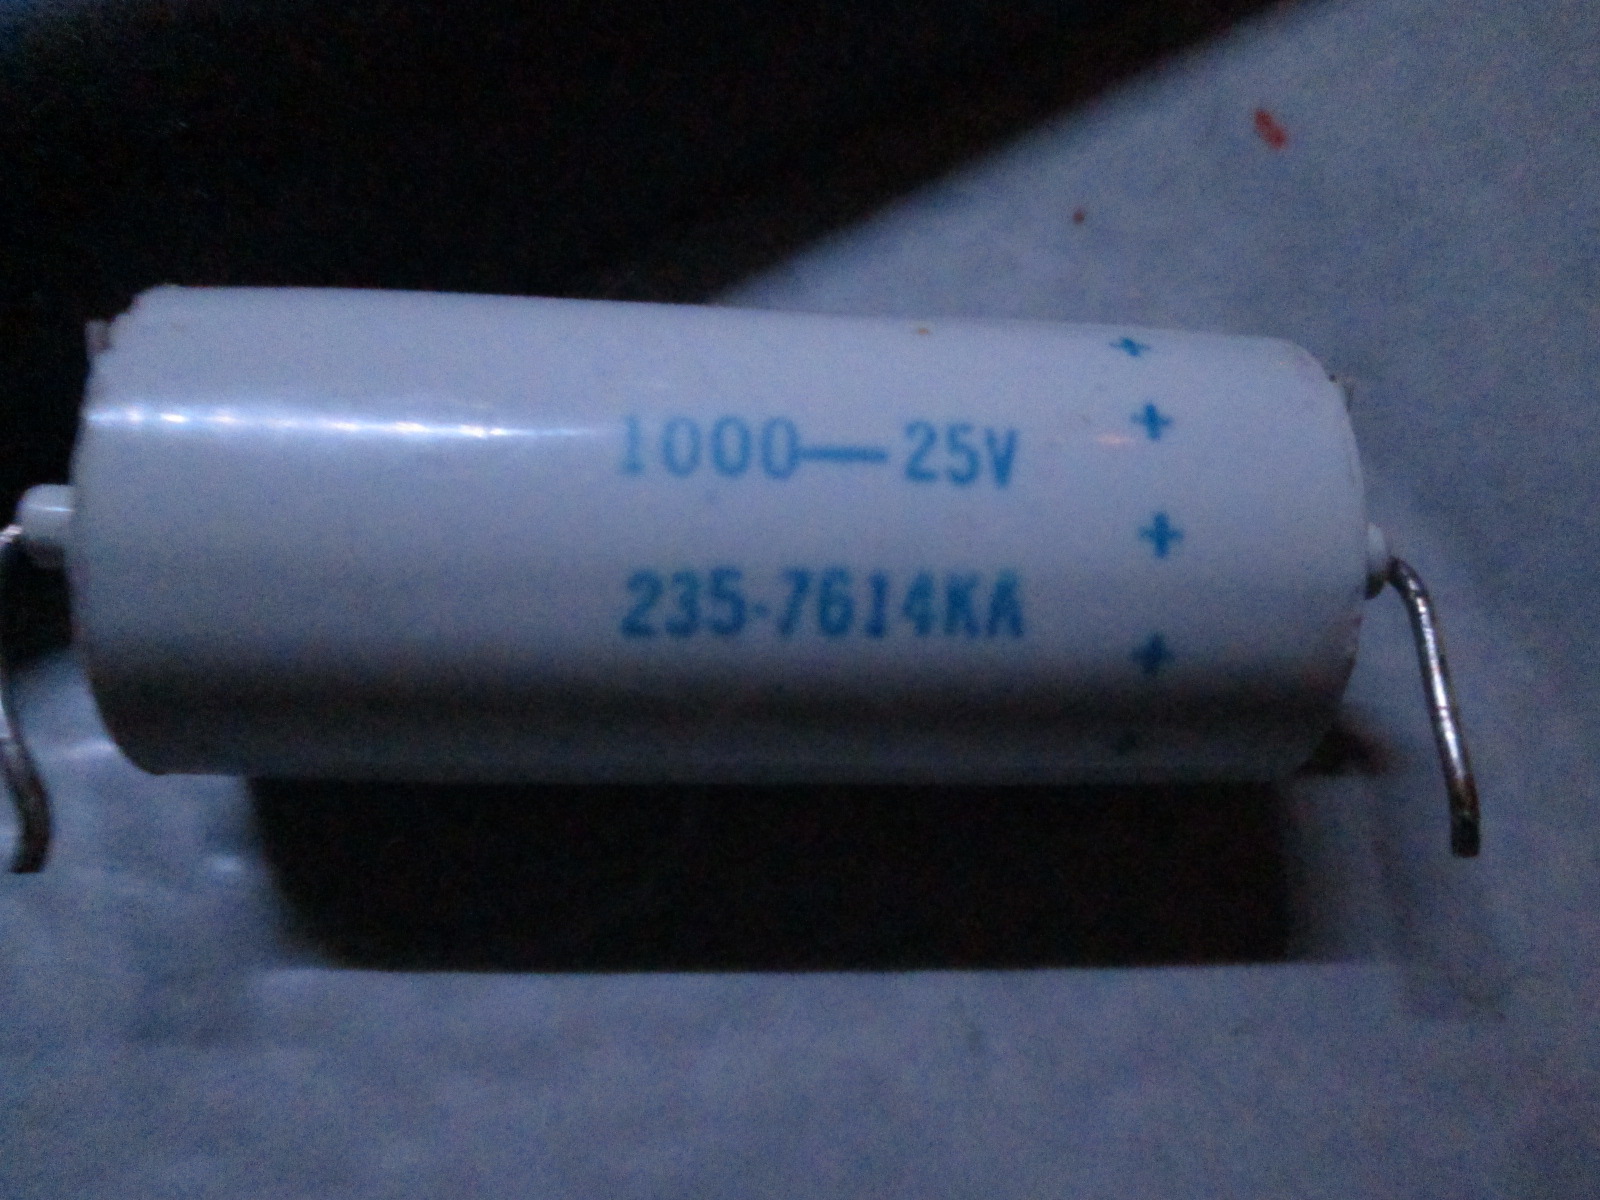 1000—25V
235-7614KA
+
+
+
+
+